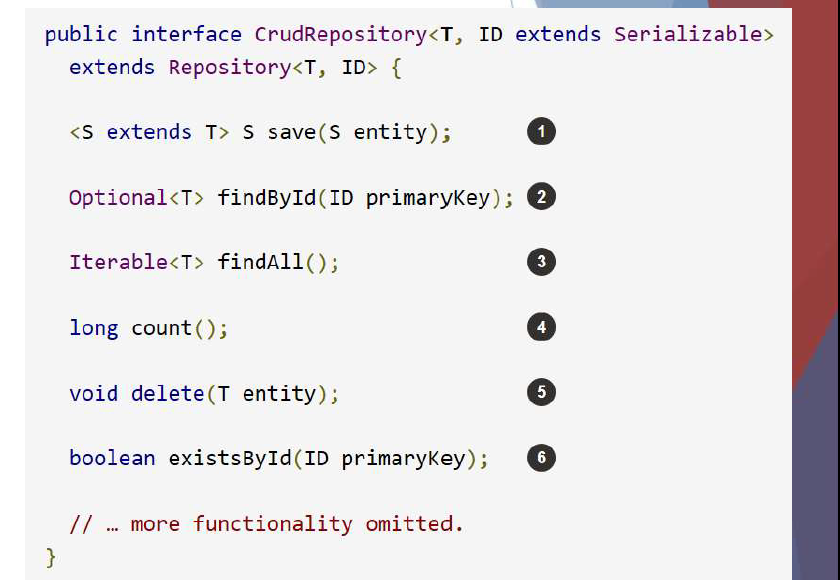 public interface CrudRepository<T, ID extends Serializable>
extends Repository<T, ID> {
<S extends T> S save(S entity); 1
Optional<T> findById(ID primaryKey); 2
Iterable<T> findAll(); 3
long count(); 4
void delete(T entity); 5
boolean existsById(ID primaryKey); 6
// … more functionality omitted.
}